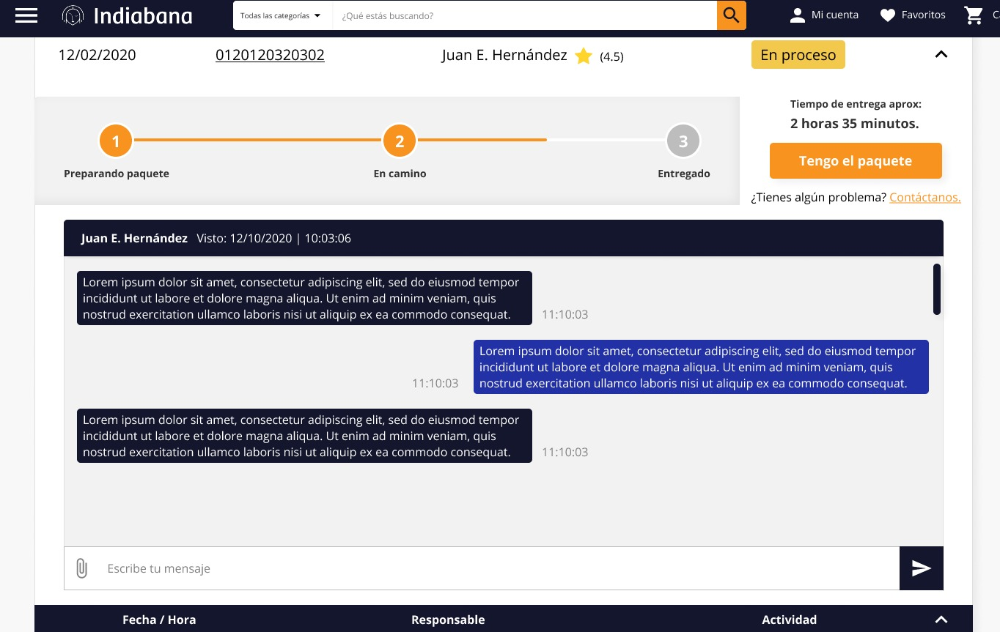 Indiabana
Todas las categorías
¿Qué estás buscando?
Mi cuenta
Favoritos
12/02/2020
0120120320302
Juan E. Hernández
(4.5)
En proceso
1
2
3
Preparando paquete
En camino
Entregado
Tiempo de entrega aprox:
2 horas 35 minutos.
Tengo el paquete
¿Tienes algún problema? Contáctanos.
Juan E. Hernández Visto: 12/10/2020 | 10:03:06
Lorem ipsum dolor sit amet, consectetur adipiscing elit, sed do eiusmod tempor
incididunt ut labore et dolore magna aliqua. Ut enim ad minim veniam, quis
nostrud exercitation ullamco laboris nisi ut aliquip ex ea commodo consequat.
11:10:03
Lorem ipsum dolor sit amet, consectetur adipiscing elit, sed do eiusmod tempor
incididunt ut labore et dolore magna aliqua. Ut enim ad minim veniam, quis
nostrud exercitation ullamco laboris nisi ut aliquip ex ea commodo consequat.
11:10:03
Lorem ipsum dolor sit amet, consectetur adipiscing elit, sed do eiusmod tempor
incididunt ut labore et dolore magna aliqua. Ut enim ad minim veniam, quis
nostrud exercitation ullamco laboris nisi ut aliquip ex ea commodo consequat.
11:10:03
Escribe tu mensaje
Fecha / Hora
Responsable
Actividad